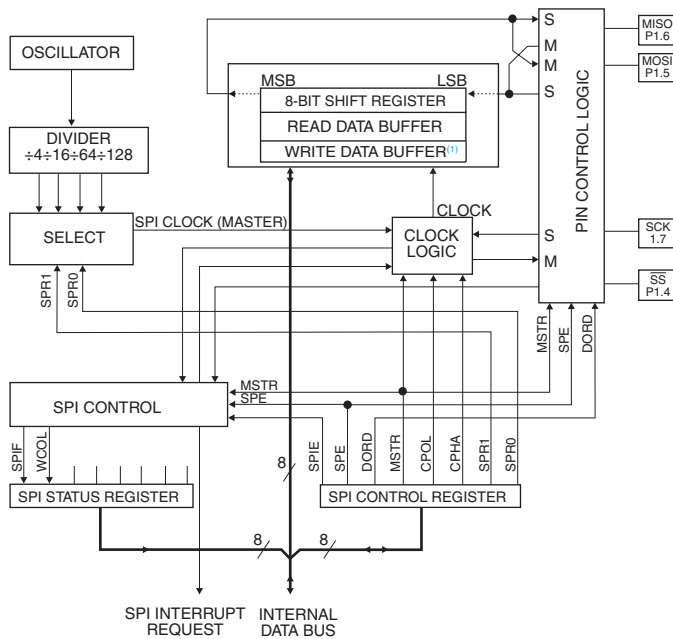 OSCILLATOR
DIVIDER
÷4÷16÷64÷128
SELECT
SPI CLOCK (MASTER)
SPR1
SPR0
MSB
LSB
8-BIT SHIFT REGISTER
READ DATA BUFFER
WRITE DATA BUFFER(1)
CLOCK
CLOCK
LOGIC
S
M
M
S
S
M
PIN CONTROL LOGIC
MISO
P1.6
MOSI
P1.5
SCK
1.7
SS
P1.4
MSTR
SPE
DORD
SPI CONTROL
MSTR
SPE
SPIF
WCOL
SPI STATUS REGISTER
8
SPIE
SPE
DORD
MSTR
CPOL
CPHA
SPR1
SPR0
SPI CONTROL REGISTER
8
8
SPI INTERRUPT
REQUEST
INTERNAL
DATA BUS